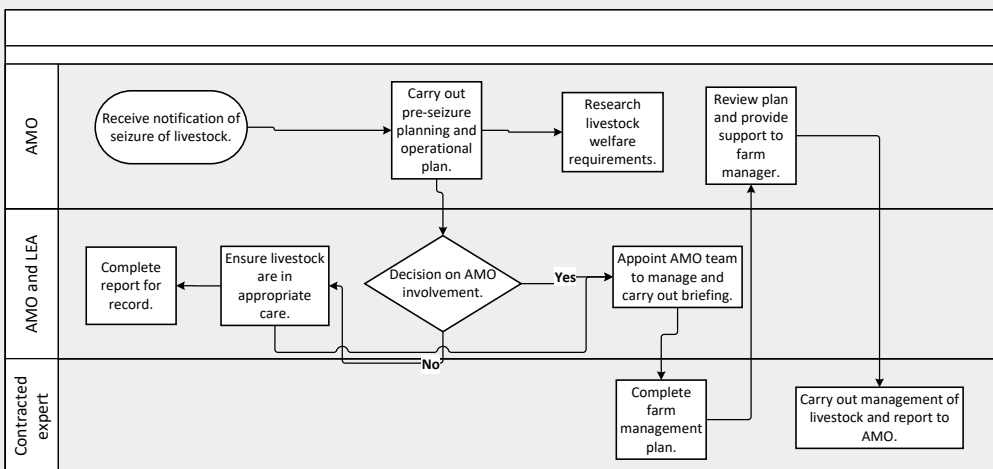 AMO
Receive notification of
seizure of livestock.
Carry out
pre-seizure
planning and
operational
plan.
Research
livestock
welfare
requirements.
Review plan
and provide
support to
farm
manager.
AMO and LEA
Complete
report for
record.
Ensure livestock
are in
appropriate
care.
Decision on AMO
involvement.
Yes
Appoint AMO team
to manage and
carry out briefing.
No
Contracted
expert
Complete
farm
management
plan.
Carry out management of
livestock and report to
AMO.